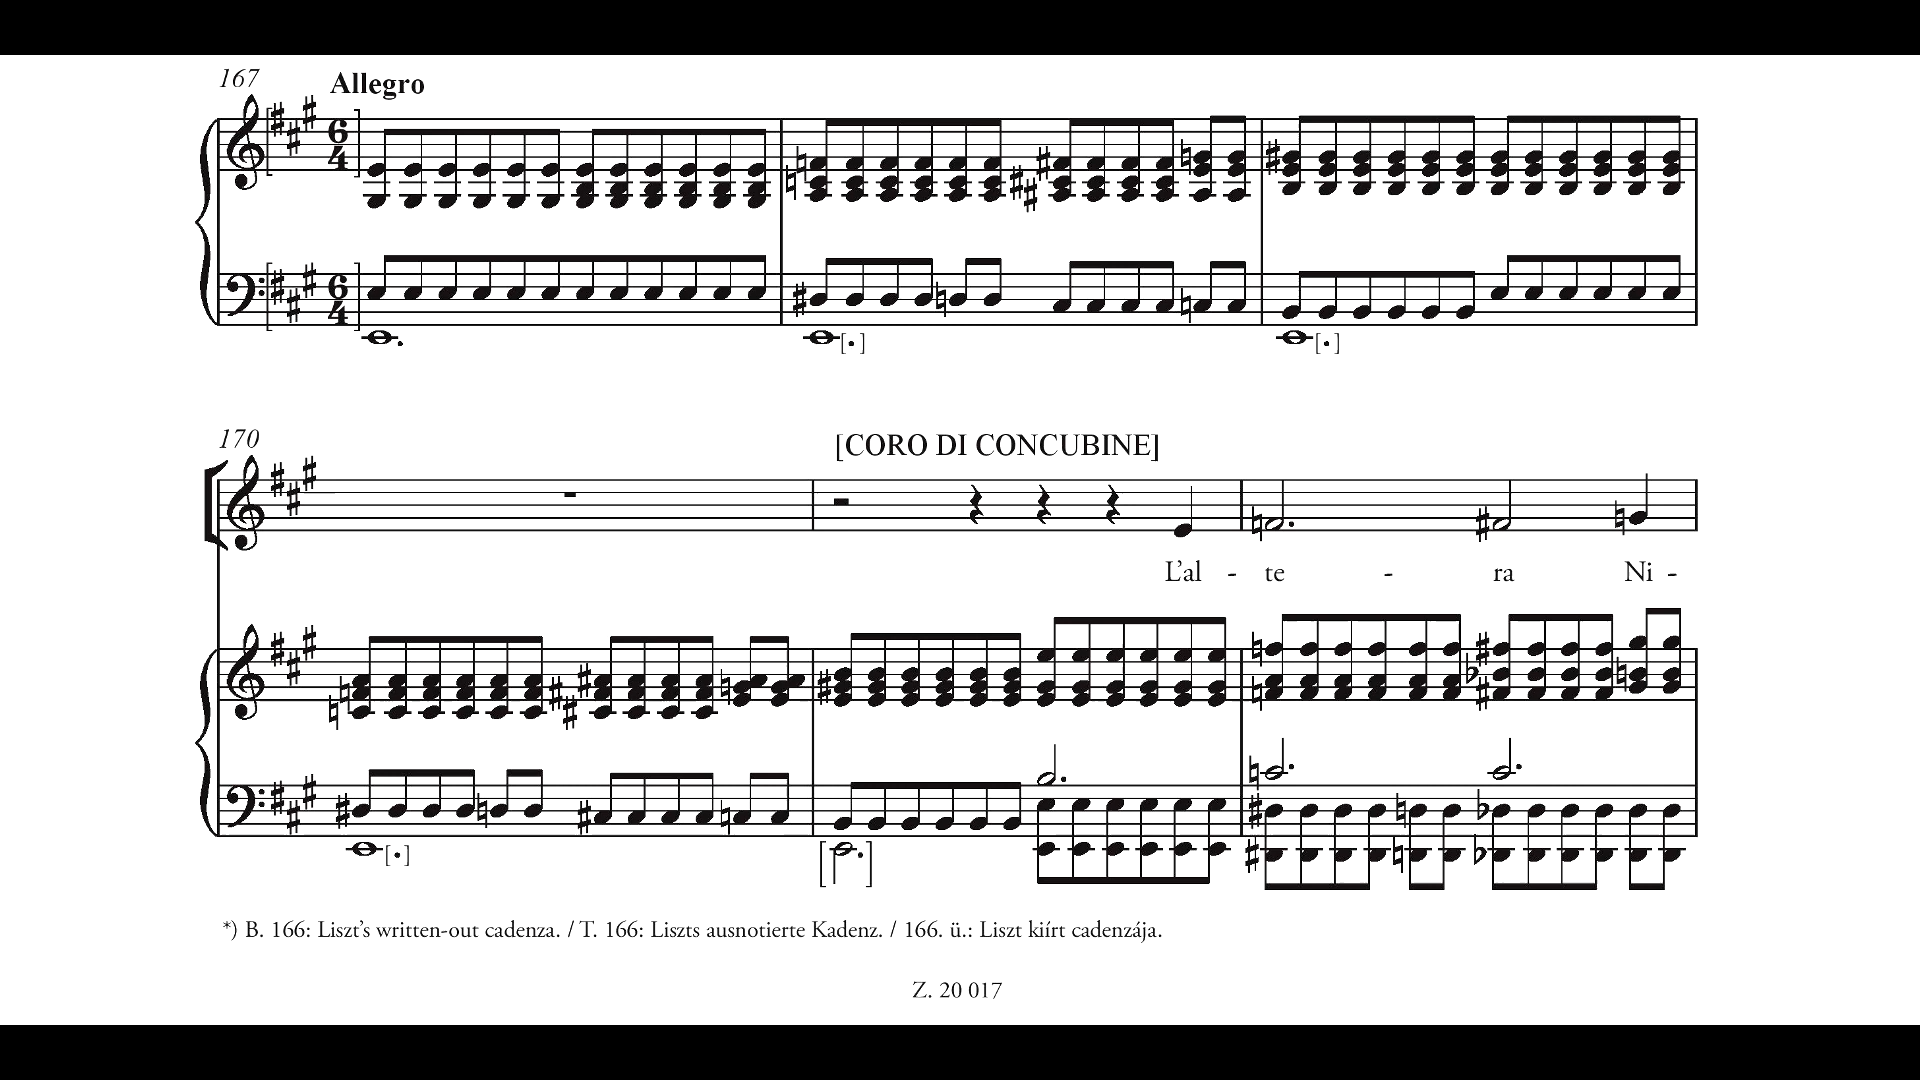 167
Allegro
170
[CORO DI CONCUBINE]
L’al - te - ra Ni -
*) B. 166: Liszt’s written-out cadenza. / T. 166: Liszts ausnotierte Kadenz. / 166. ü.: Liszt kiírt cadenzája.
Z. 20 017